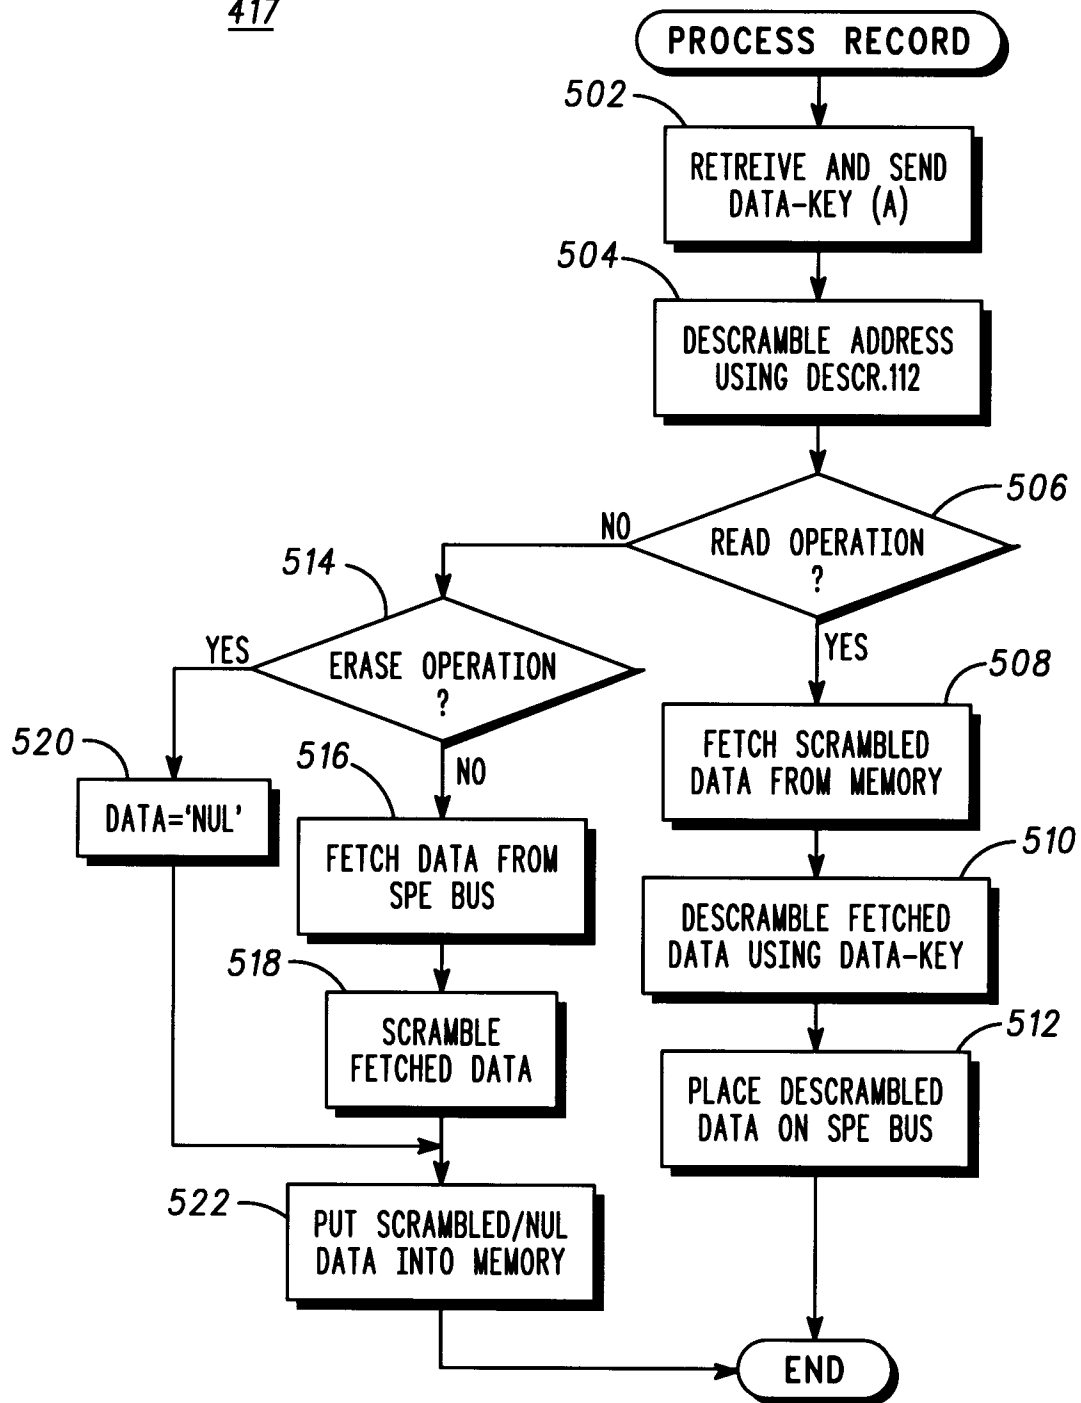 417
PROCESS RECORD
502
RETREIVE AND SEND
DATA-KEY (A)
504
DESCRAMBLE ADDRESS
USING DESCR.112
506
READ OPERATION
?
NO
YES
514
ERASE OPERATION
?
YES
NO
508
FETCH SCRAMBLED
DATA FROM MEMORY
520
DATA='NUL'
516
FETCH DATA FROM
SPE BUS
510
DESCRAMBLE FETCHED
DATA USING DATA-KEY
518
SCRAMBLE
FETCHED DATA
512
PLACE DESCRAMBLED
DATA ON SPE BUS
522
PUT SCRAMBLED/NUL
DATA INTO MEMORY
END